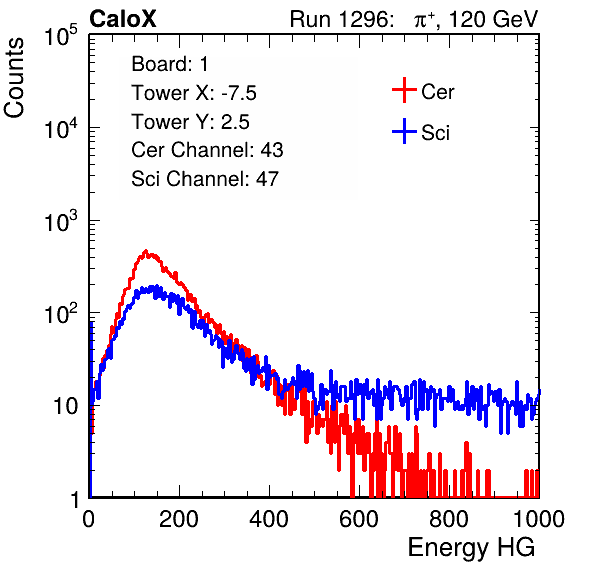 CaloX Run 1296: π⁺, 120 GeV
Counts
10⁵
10⁴
10³
10²
10
1
Board: 1
Tower X: -7.5
Tower Y: 2.5
Cer Channel: 43
Sci Channel: 47
Cer
Sci
0 200 400 600 800 1000
Energy HG